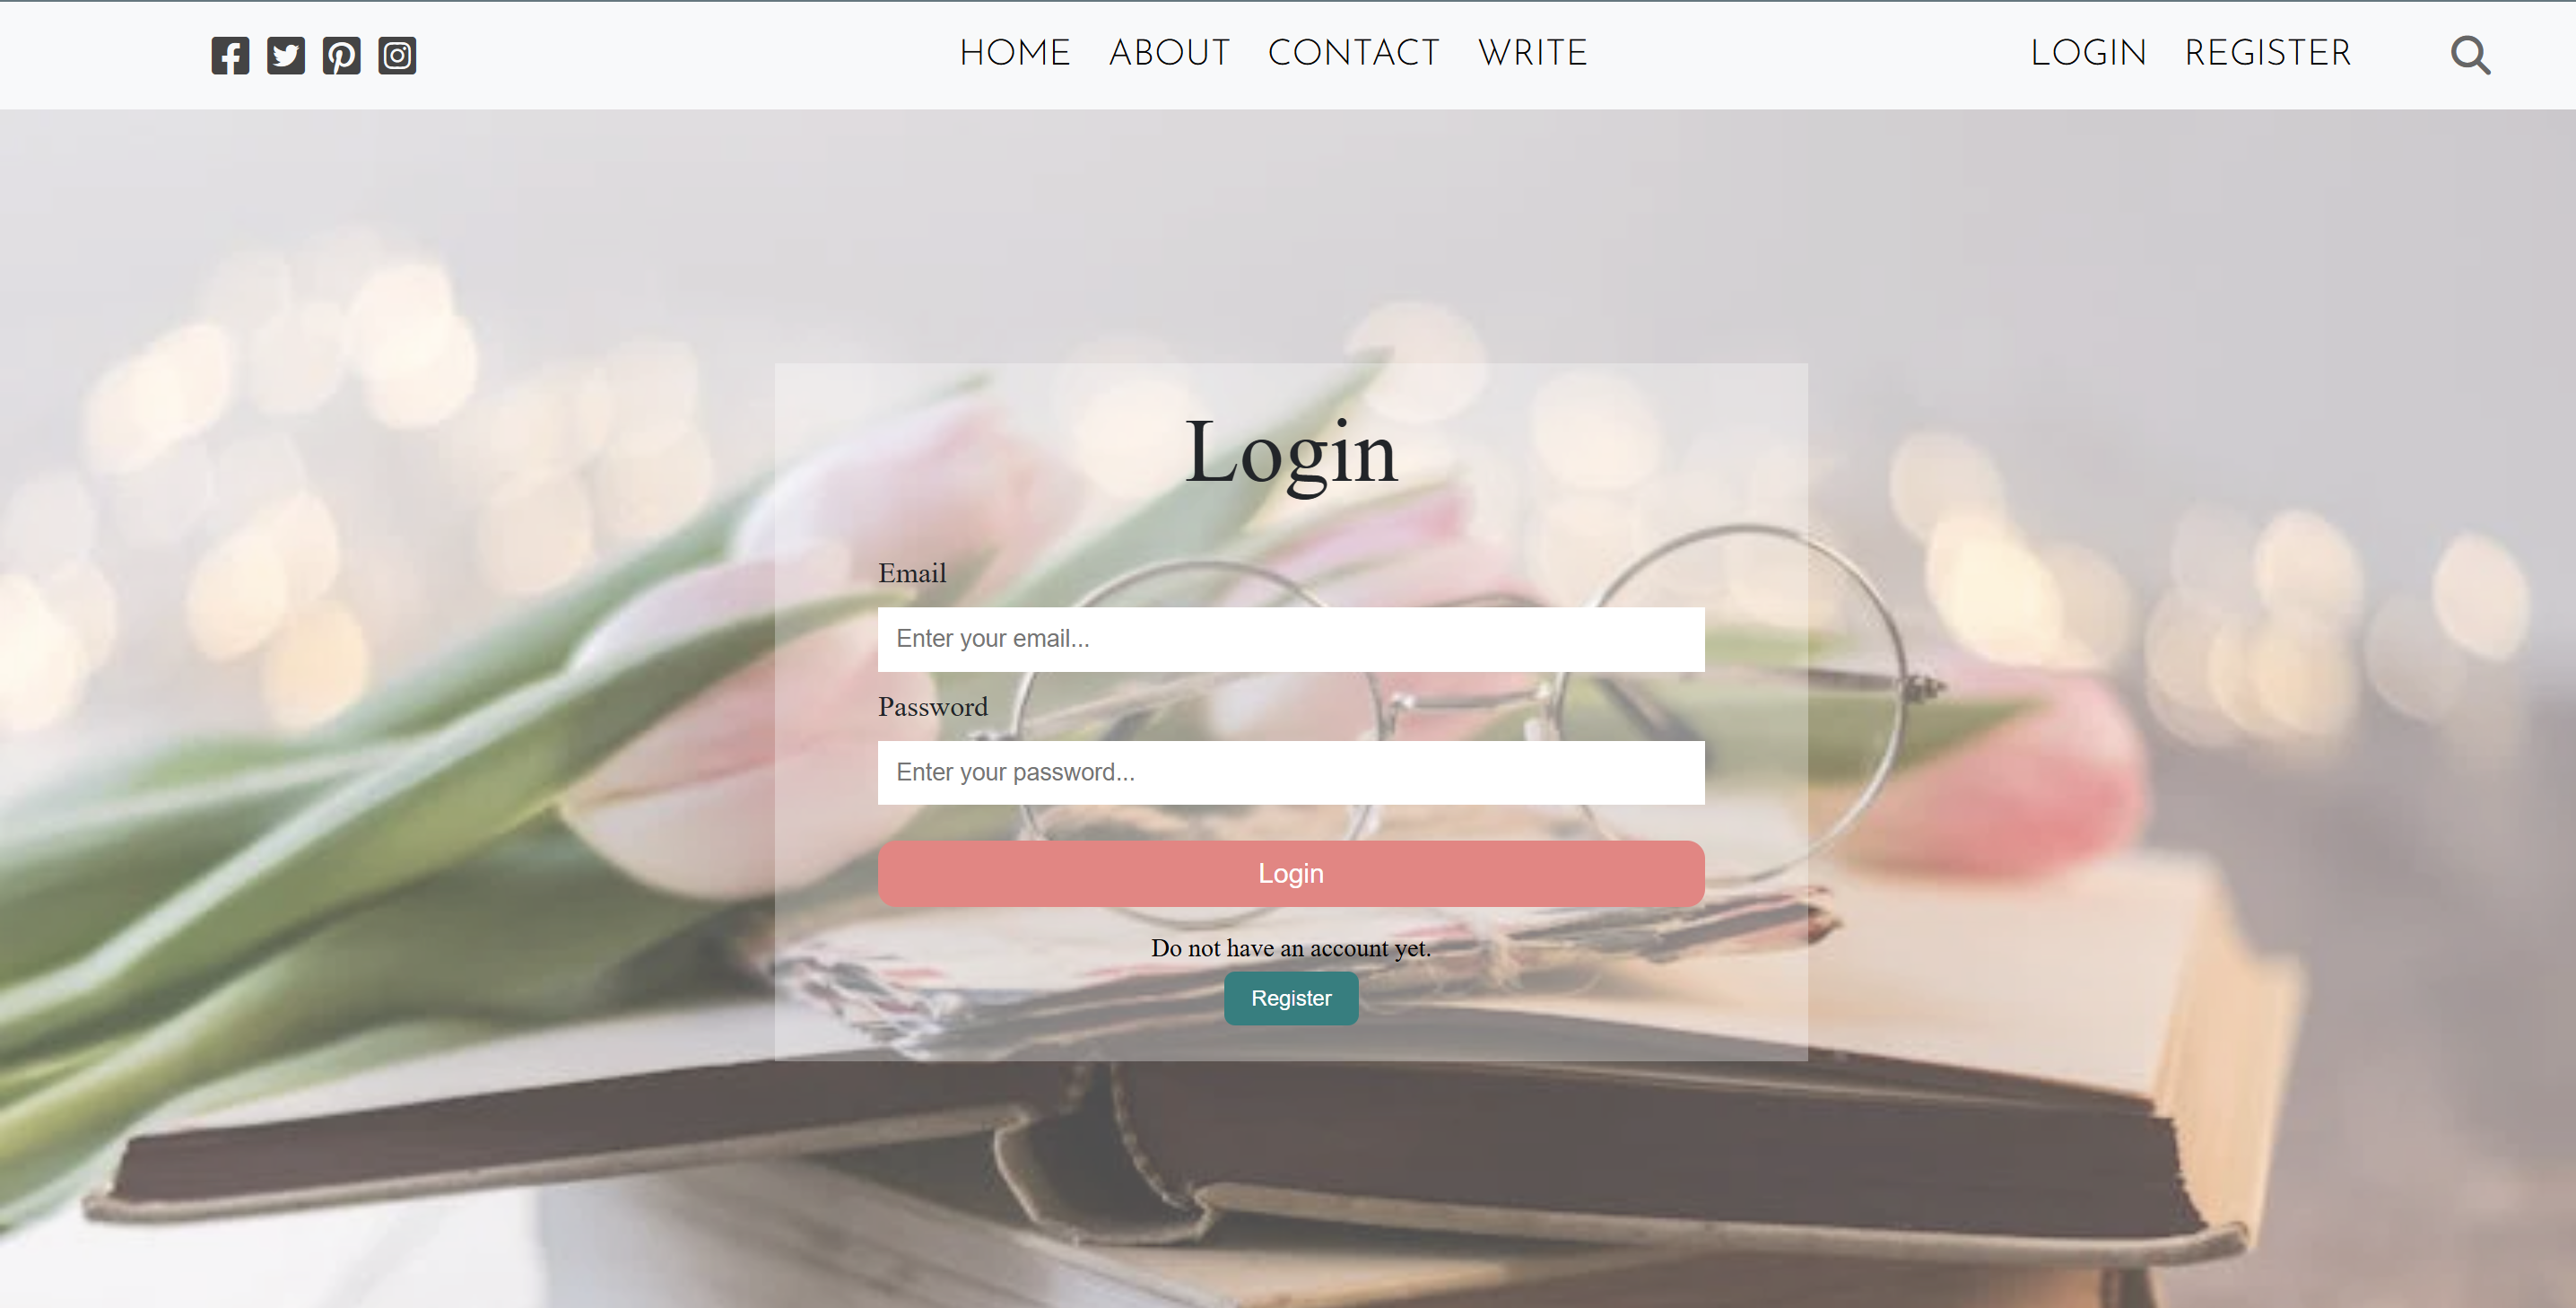 HOME ABOUT CONTACT WRITE LOGIN REGISTER
Login
Email
Enter your email...
Password
Enter your password...
Login
Do not have an account yet.
Register